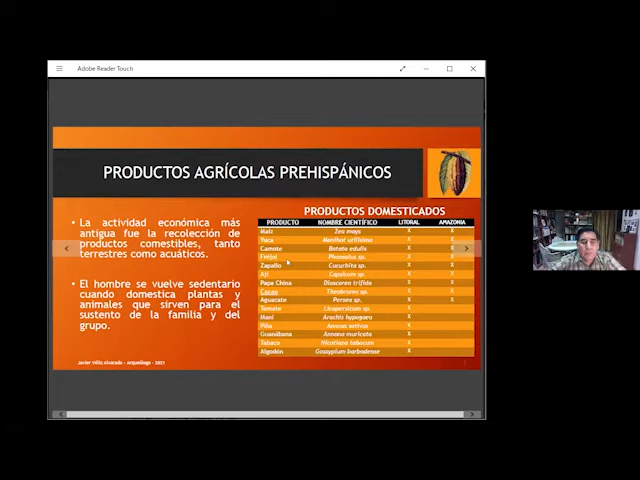 Adobe Reader Touch
PRODUCTOS AGRÍCOLAS PREHISPÁNICOS
• La actividad económica más
antigua fue la recolección de
productos comestibles, tanto
terrestres como acuáticos.
• El hombre se vuelve sedentario
cuando domestica plantas y
animales que sirven para el
sustento de la familia y del
grupo.
PRODUCTOS DOMESTICADOS
PRODUCTO NOMBRE CIENTÍFICO LITORAL AMAZONIA
Maíz Zea mays X X
Yuca Manihot utilísima X X
Camote Batata edulis X X
Fréjol Phaseolus sp. X X
Zapallo Cucurbita sp. X X
Ají Capsicum sp. X X
Papa China Dioscorea trifida X X
Cacao Theobroma sp. X X
Aguacate Persea sp. X X
Tomate Licopersicum sp. X
Maní Arachis hypogaea X
Piña Ananas sativa X
Guanábana Annona muricata X
Tabaco Nicotiana tabacum X
Algodón Gossypium barbadense X
Javier Véliz Alvarado - Arqueólogo - 2021